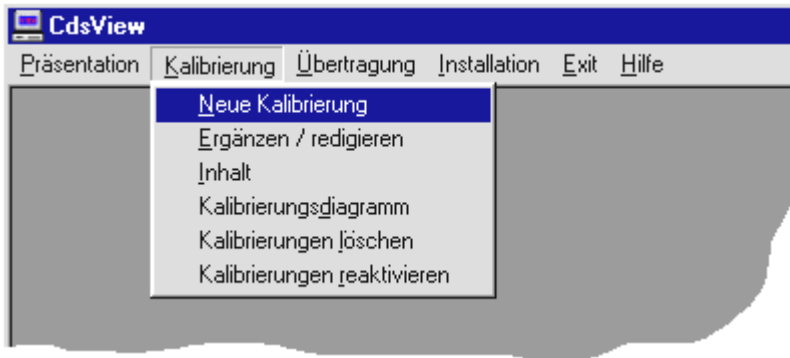 CdsView
Präsentation Kalibrierung Übertragung Installation Exit Hilfe
Neue Kalibrierung
Ergänzen / redigieren
Inhalt
Kalibrierungsdiagramm
Kalibrierungen löschen
Kalibrierungen reaktivieren